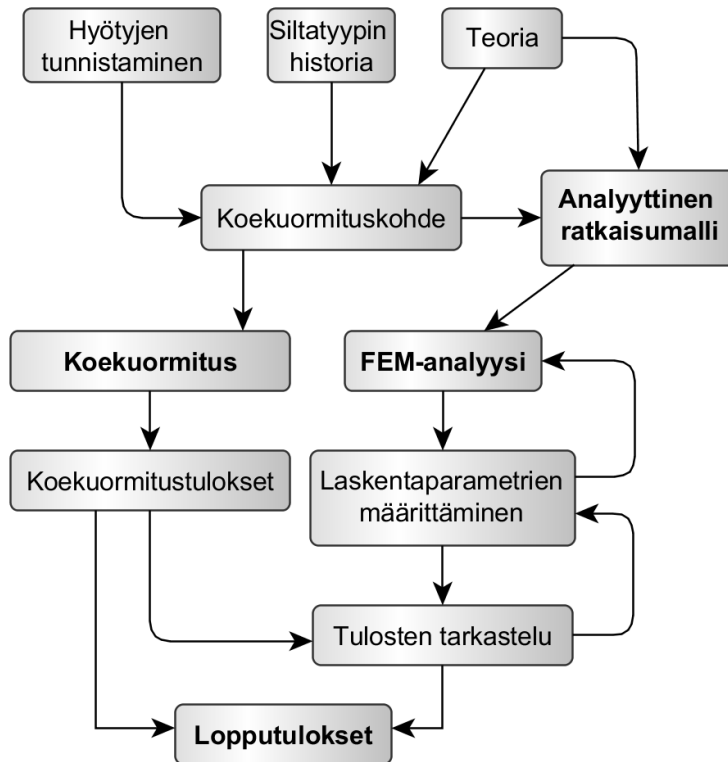 Hyötyjen
tunnistaminen
Siltatyypin
historia
Teoria
Koekuormituskohde
Analyyttinen
ratkaisumalli
Koekuormitus
FEM-analyysi
Koekuormitustulokset
Laskentaparametrien
määrittäminen
Tulosten tarkastelu
Lopputulokset